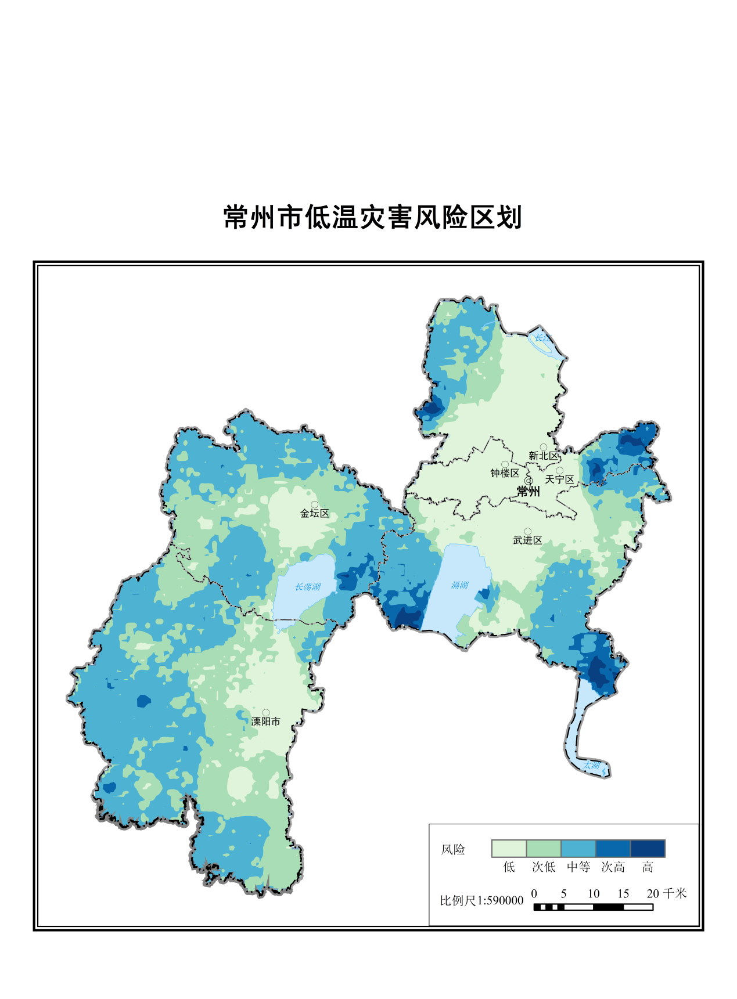 常州市低温灾害风险区划
长江
新北区
钟楼区
天宁区
常州
金坛区
武进区
长荡湖
滆湖
溧阳市
太湖
风险
低 次低 中等 次高 高
比例尺1:590000 0 5 10 15 20 千米